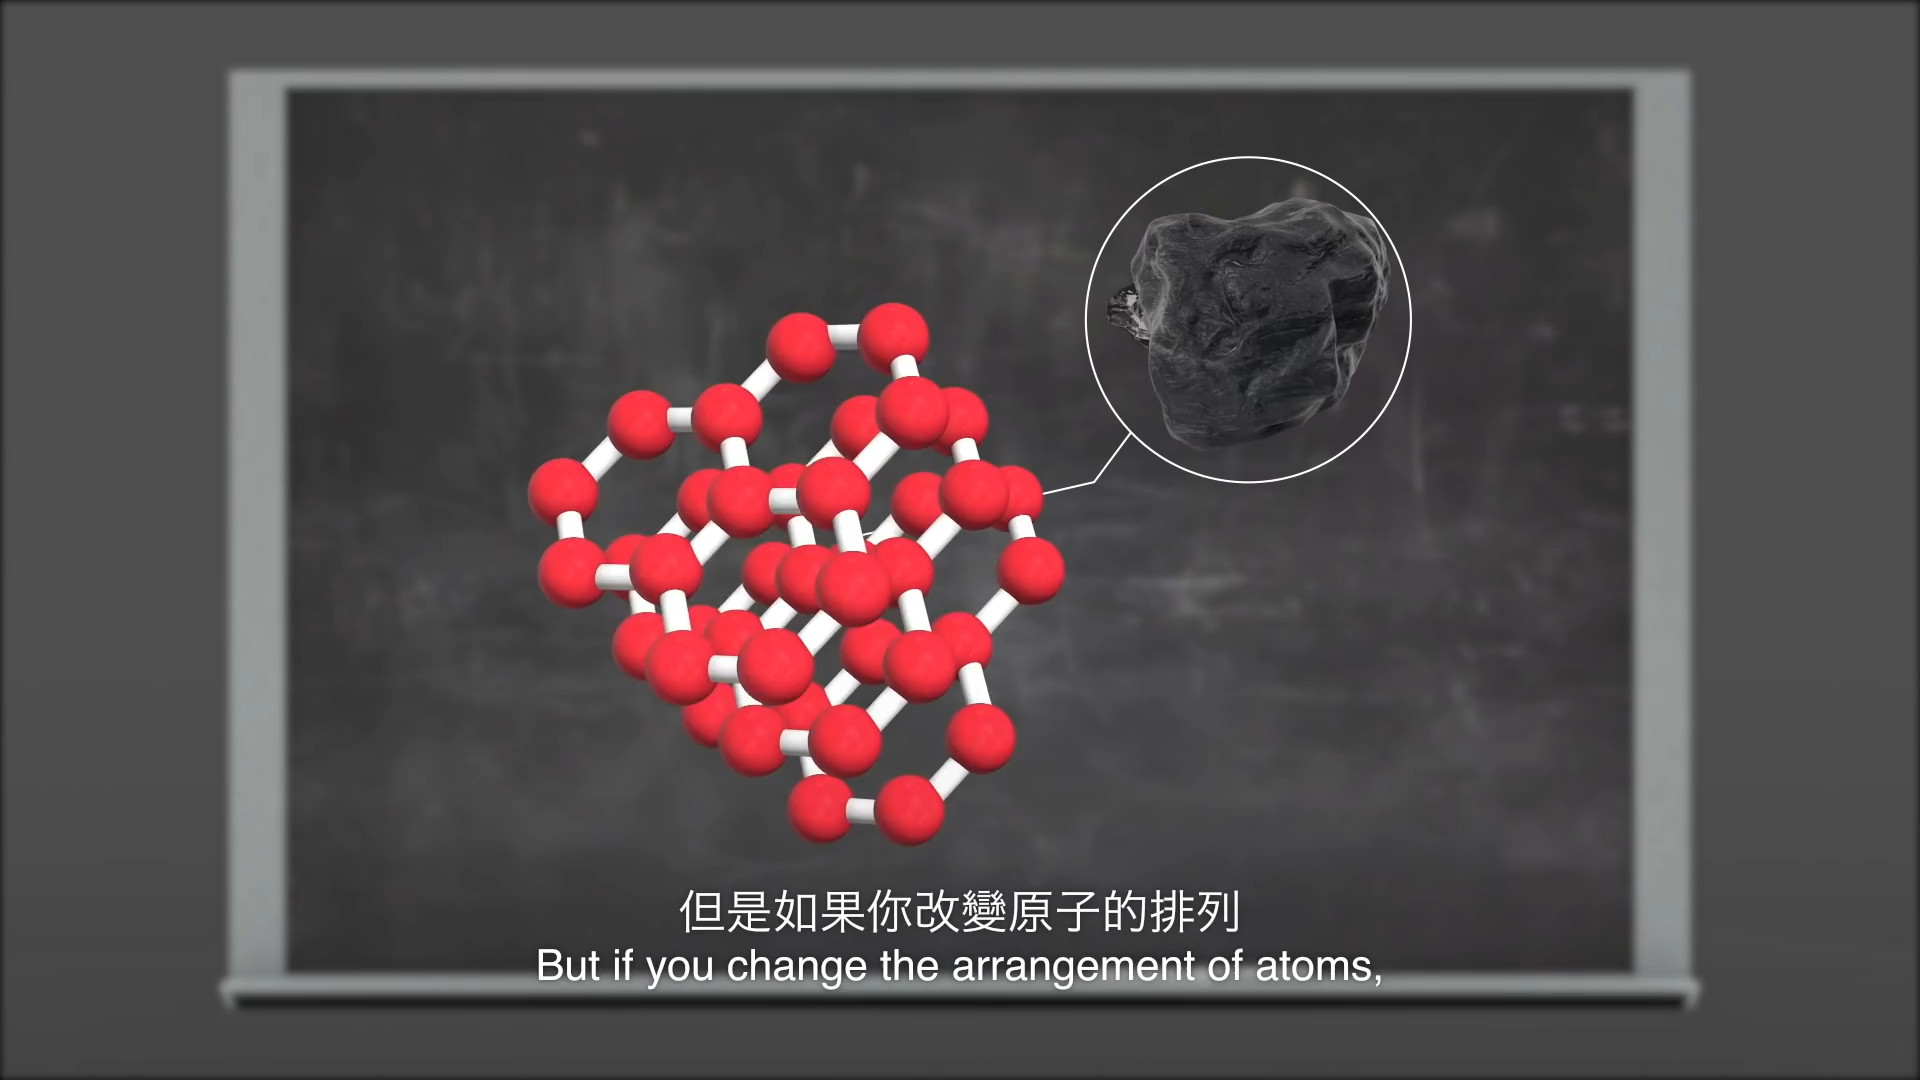 但是如果你改變原子的排列
But if you change the arrangement of atoms,